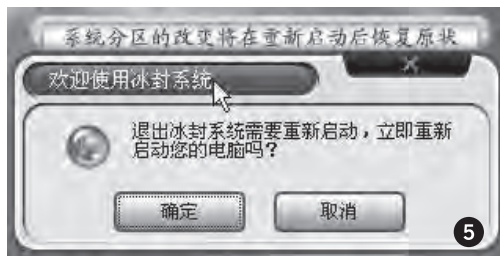 系统分区的改变将在重新启动后恢复原状
欢迎使用冰封系统
退出冰封系统需要重新启动，立即重新
启动您的电脑吗？
确定
取消
5